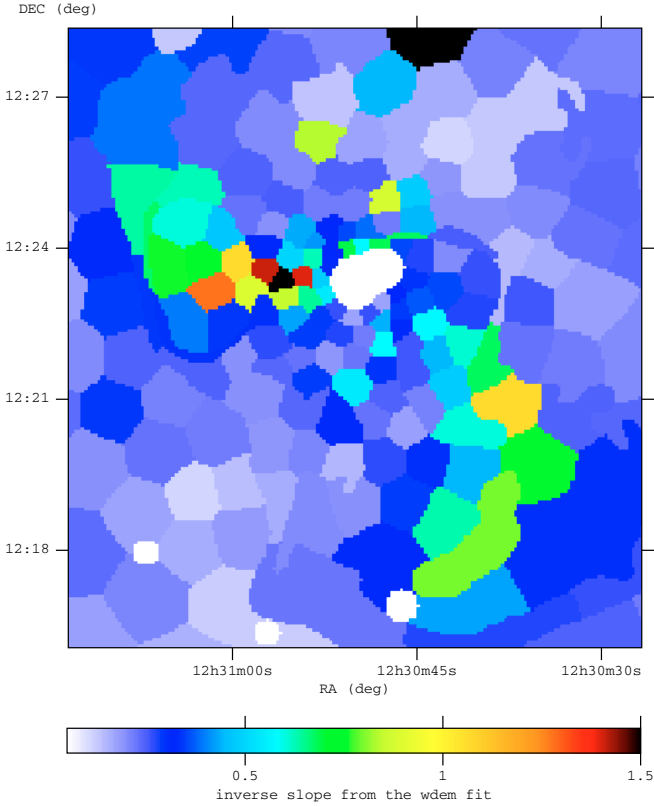 DEC (deg)
12:27
12:24
12:21
12:18
12h31m00s 12h30m45s 12h30m30s
RA (deg)
0.5 1 1.5
inverse slope from the wdem fit